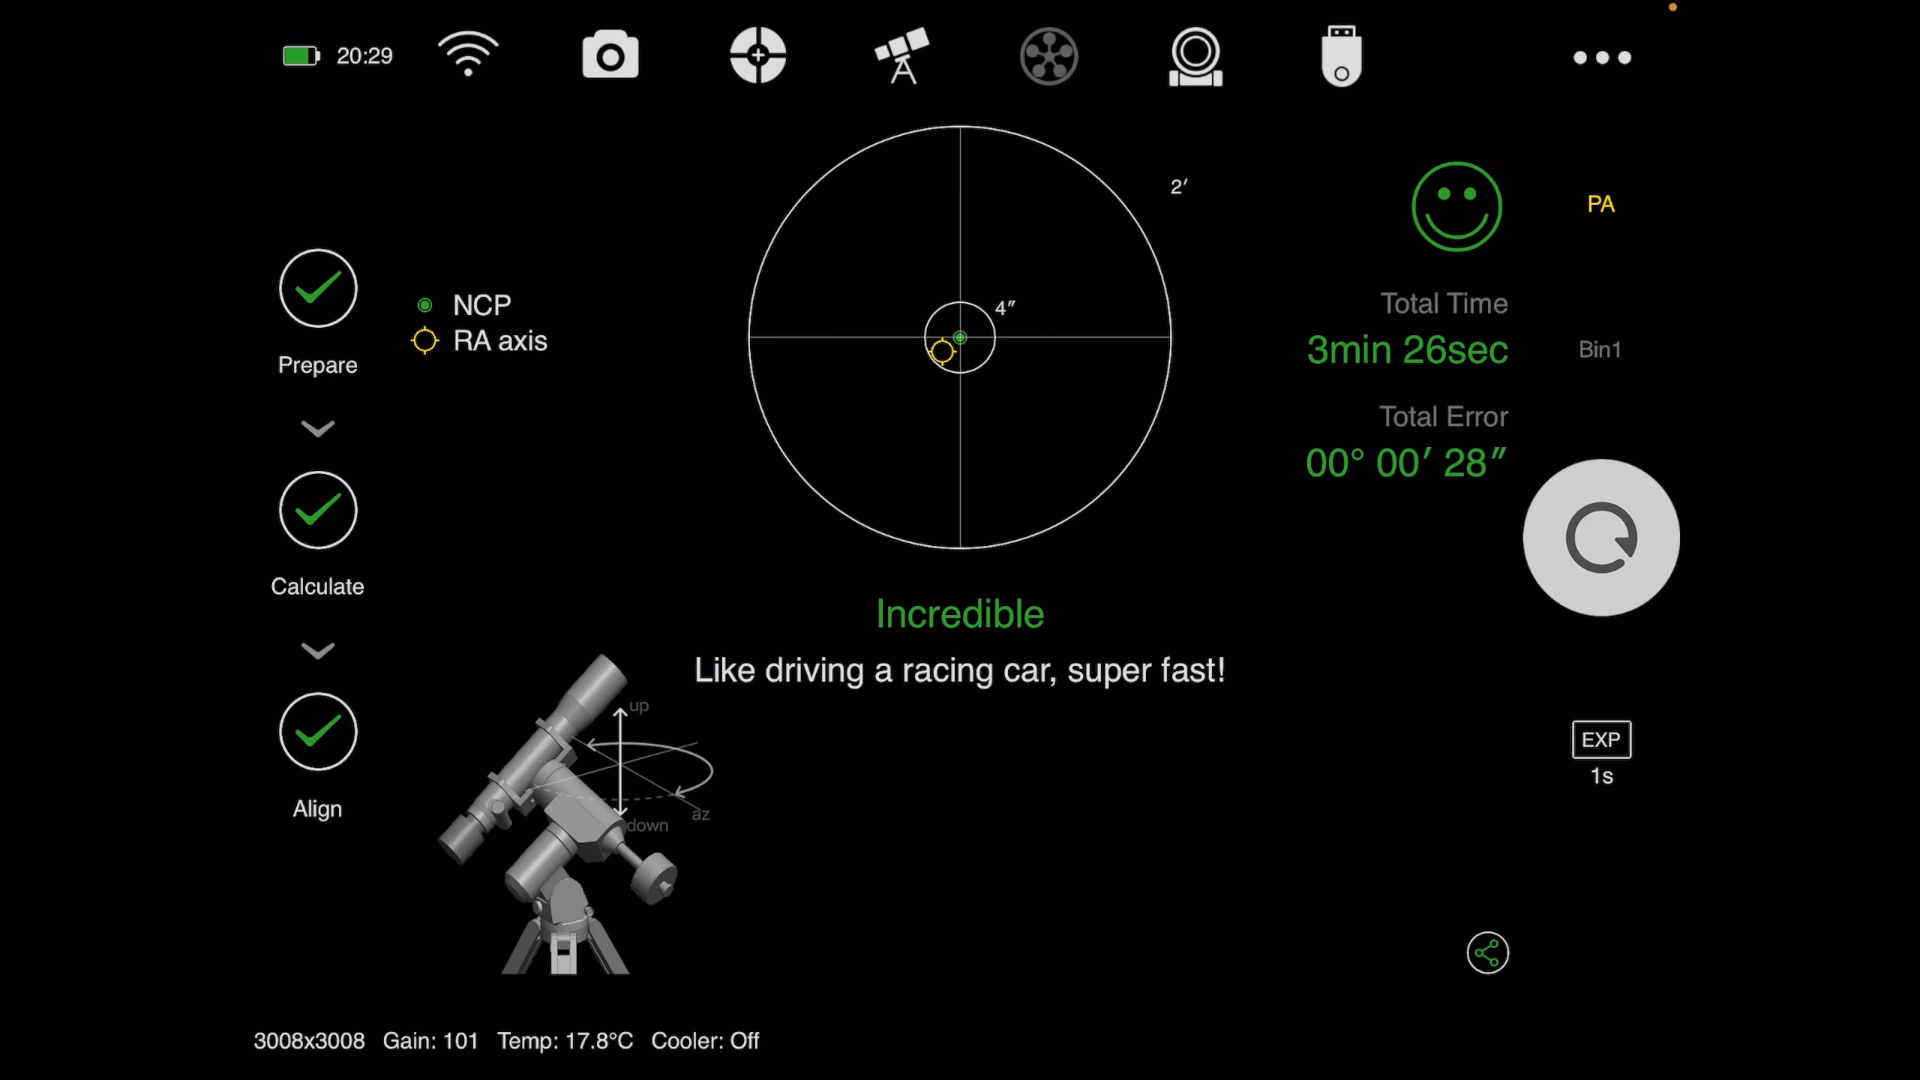 20:29
2′
PA
NCP
4″
Total Time
RA axis
3min 26sec
Bin1
Prepare
Total Error
00° 00′ 28″
Calculate
Incredible
Like driving a racing car, super fast!
up
EXP
1s
Align
az
down
3008x3008 Gain: 101 Temp: 17.8°C Cooler: Off